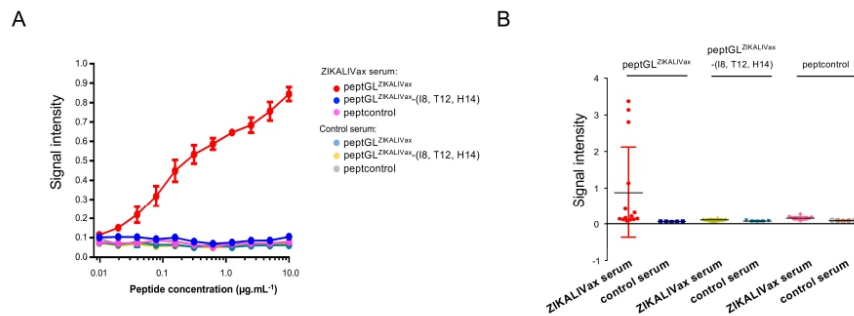 A
Signal intensity
1.0
0.9
0.8
0.7
0.6
0.5
0.4
0.3
0.2
0.1
0.0
0.01
0.1
1.0
10.0
Peptide concentration (µg.mL-1)
ZIKALIVax serum:
peptGLZIKALIVax
peptGLZIKALIVax-(I8, T12, H14)
peptcontrol
Control serum:
peptGLZIKALIVax
peptGLZIKALIVax-(I8, T12, H14)
peptcontrol
B
peptGLZIKALIVax
peptGLZIKALIVax
-(I8, T12, H14)
peptcontrol
Signal intensity
4
3
2
1
0
-1
ZIKALIVax serum
control serum
ZIKALIVax serum
control serum
ZIKALIVax serum
control serum